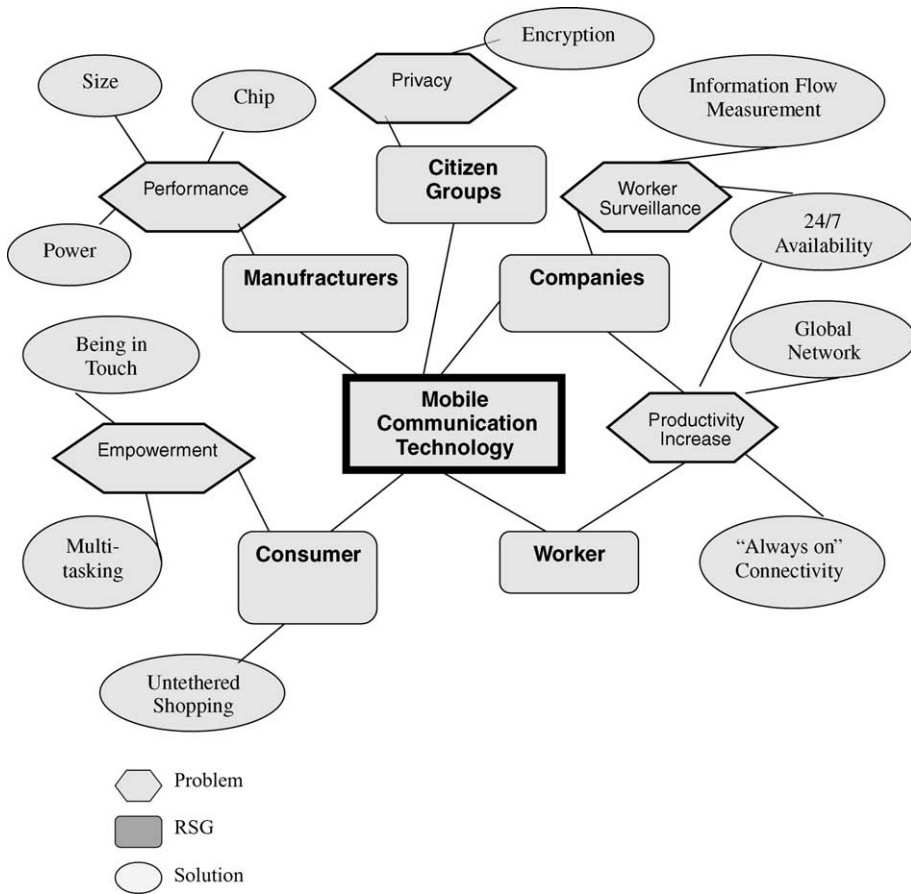 Encryption
Privacy
Size
Chip
Information Flow
Measurement
Performance
Citizen
Groups
Worker
Surveillance
Power
24/7
Availability
Manufracturers
Companies
Being in
Touch
Global
Network
Mobile
Communication
Technology
Productivity
Increase
Empowerment
Multi-
tasking
Consumer
Worker
“Always on”
Connectivity
Untethered
Shopping
Problem
RSG
Solution